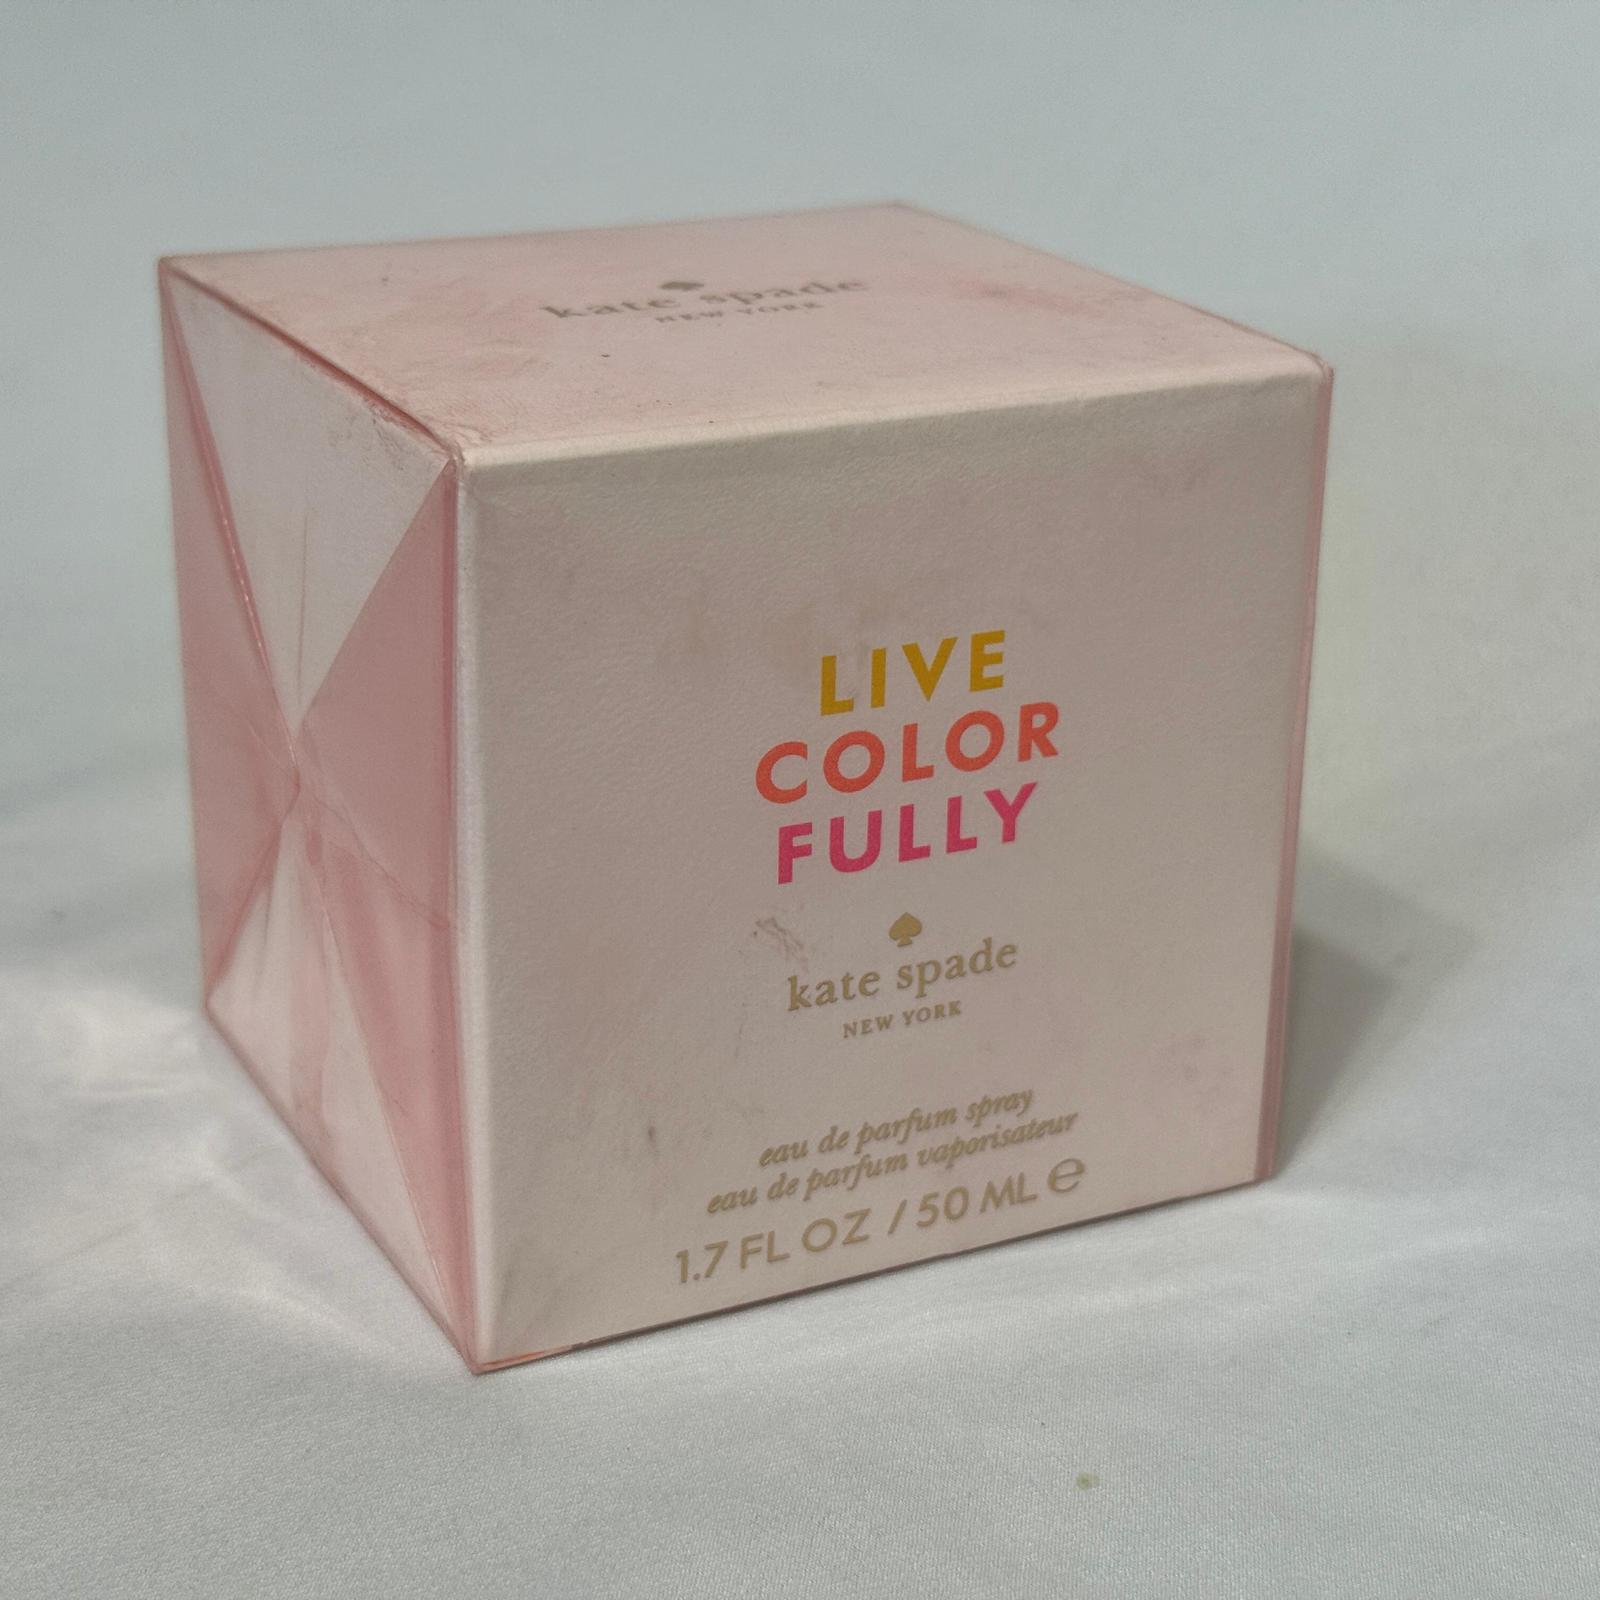 kate spade
NEW YORK
LIVE
COLOR
FULLY
kate spade
NEW YORK
eau de parfum spray
eau de parfum vaporisateur
1.7 FL OZ / 50 ML ℮